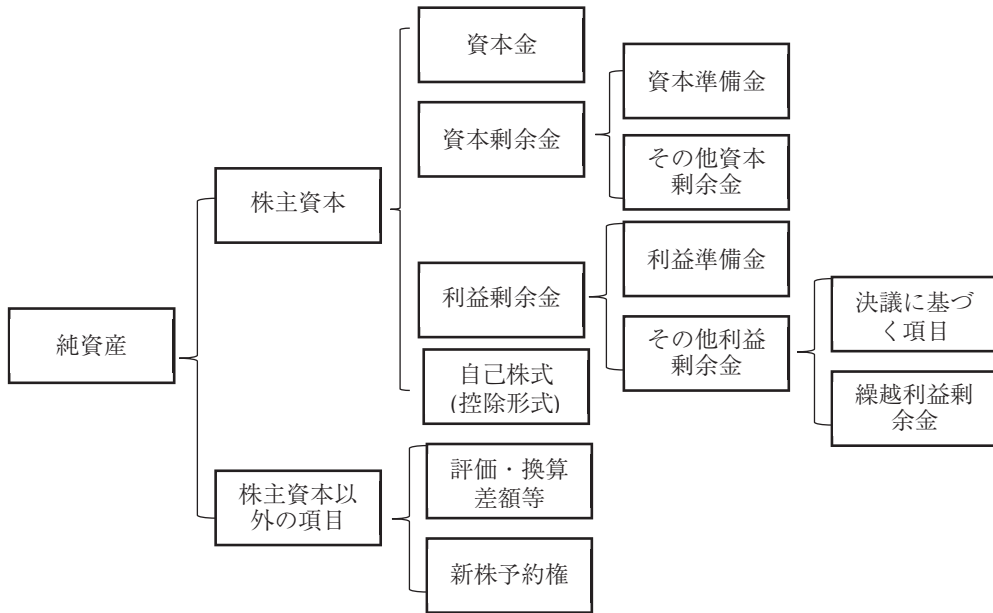 純資産
株主資本
資本金
資本剰余金
資本準備金
その他資本
剰余金
利益剰余金
利益準備金
その他利益
剰余金
決議に基づ
く項目
繰越利益剰
余金
自己株式
(控除形式)
株主資本以
外の項目
評価・換算
差額等
新株予約権